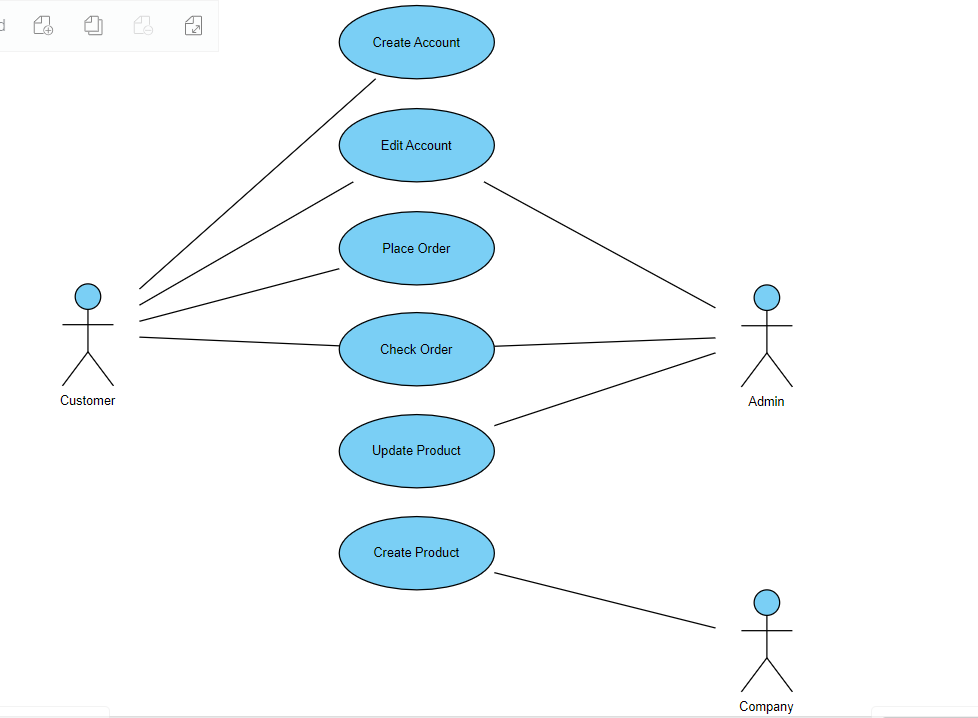 Create Account
Edit Account
Place Order
Check Order
Customer
Admin
Update Product
Create Product
Company